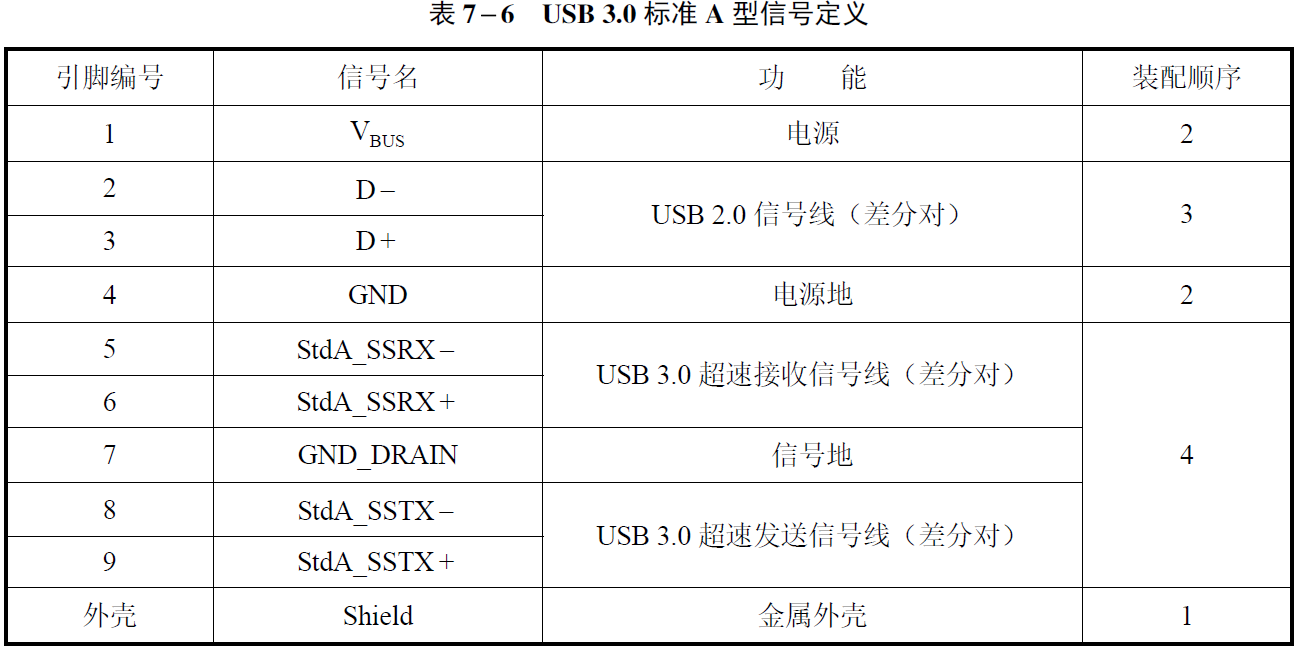 表 7–6 USB 3.0 标准 A 型信号定义
引脚编号 信号名 功 能 装配顺序
1 VBUS 电源 2
2 D–
USB 2.0 信号线（差分对） 3
3 D+
4 GND 电源地 2
5 StdA_SSRX–
USB 3.0 超速接收信号线（差分对）
6 StdA_SSRX+
7 GND_DRAIN 信号地 4
8 StdA_SSTX–
USB 3.0 超速发送信号线（差分对）
9 StdA_SSTX+
外壳 Shield 金属外壳 1